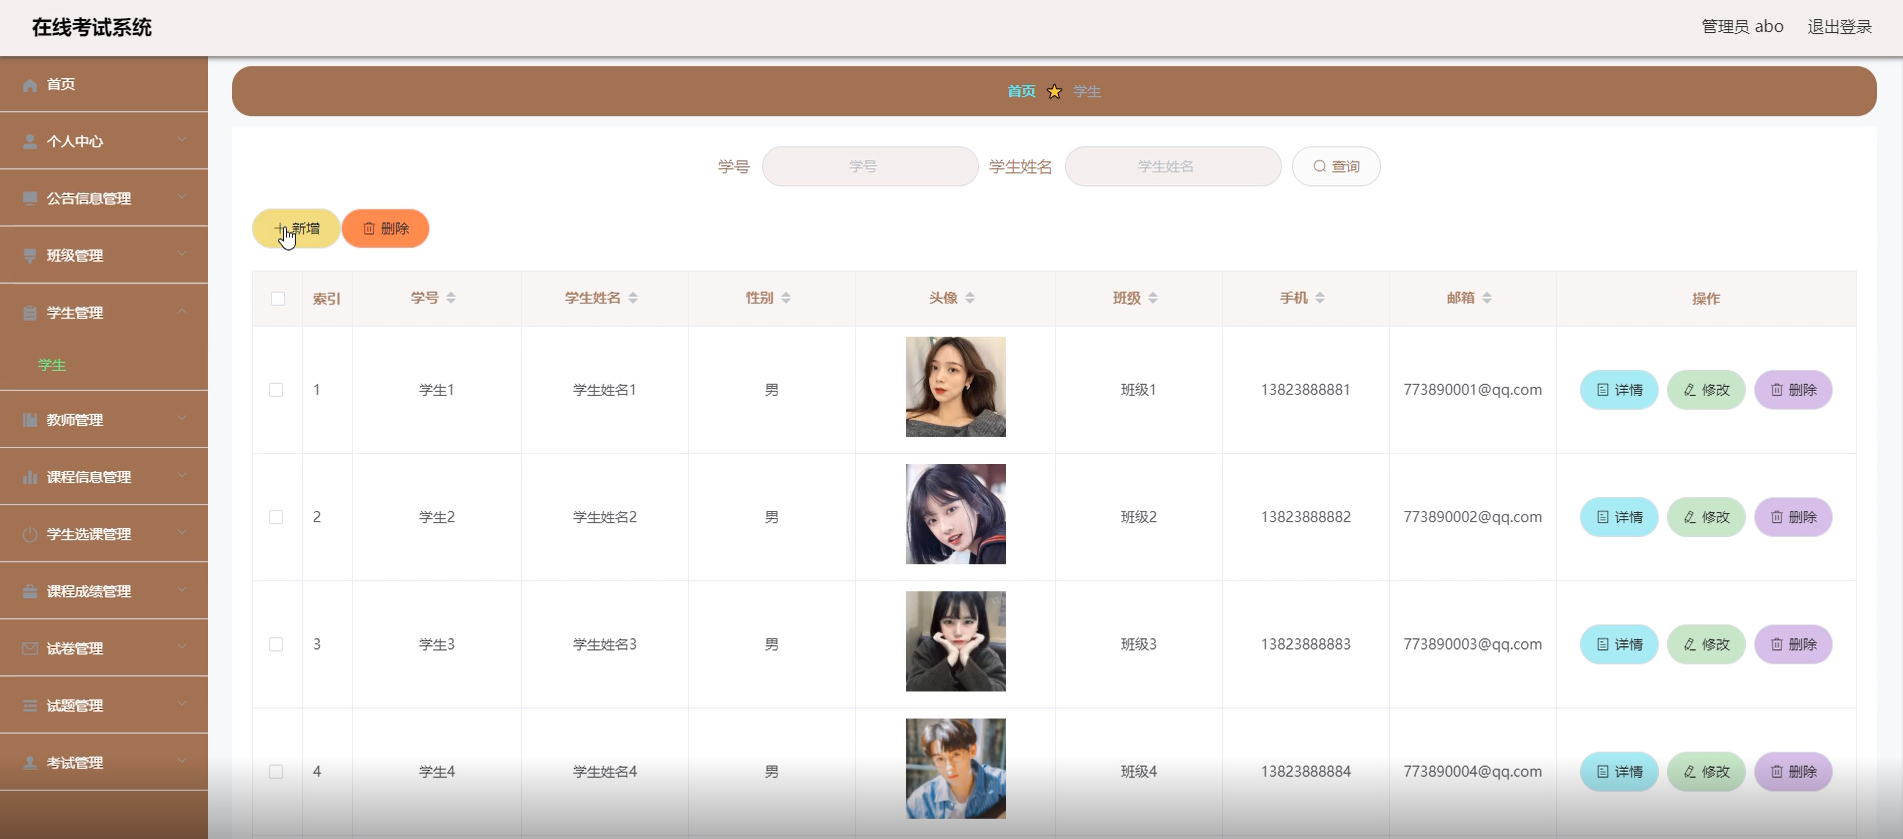 在线考试系统
管理员 abo 退出登录
首页
个人中心
公告信息管理
班级管理
学生管理
学生
教师管理
课程信息管理
学生选课管理
课程成绩管理
试卷管理
试题管理
考试管理
首页 学生
学号 学号 学生姓名 学生姓名 查询
新增 删除
索引 学号 学生姓名 性别 头像 班级 手机 邮箱 操作
1 学生1 学生姓名1 男 班级1 13823888881 773890001@qq.com 详情 修改 删除
2 学生2 学生姓名2 男 班级2 13823888882 773890002@qq.com 详情 修改 删除
3 学生3 学生姓名3 男 班级3 13823888883 773890003@qq.com 详情 修改 删除
4 学生4 学生姓名4 男 班级4 13823888884 773890004@qq.com 详情 修改 删除